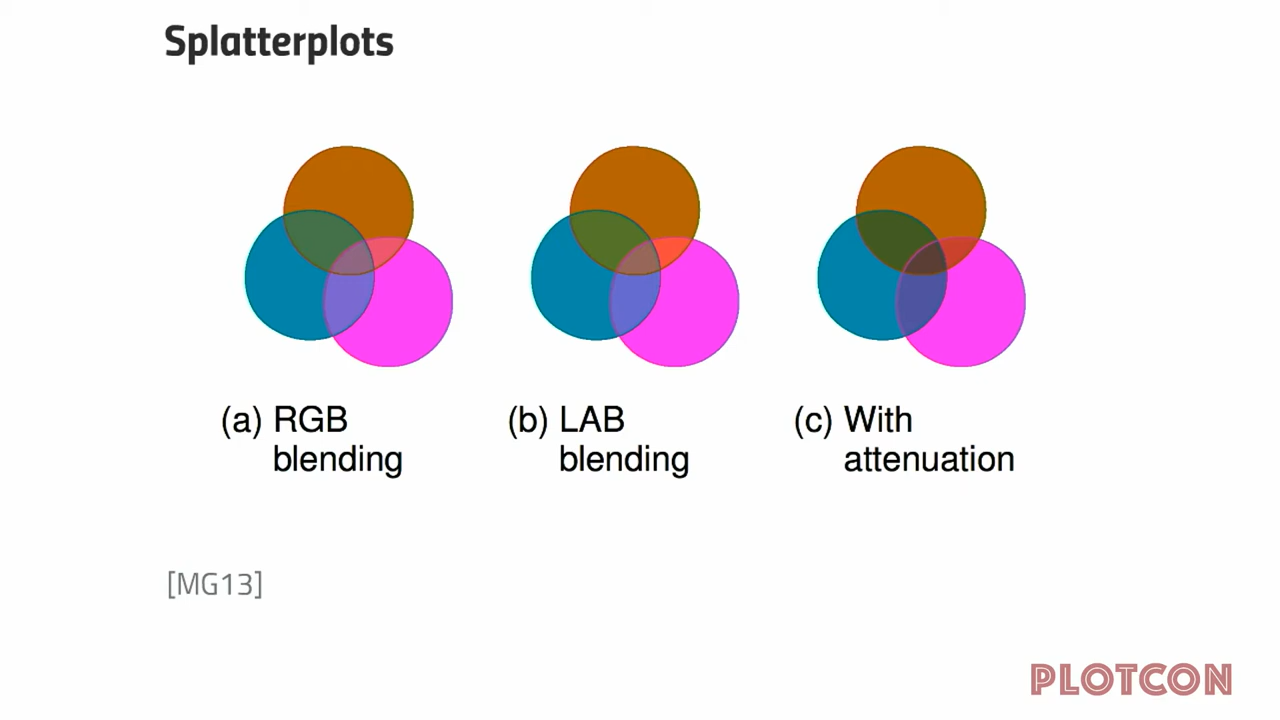 Splatterplots
(a) RGB
blending
(b) LAB
blending
(c) With
attenuation
[MG13]
PLOTCON